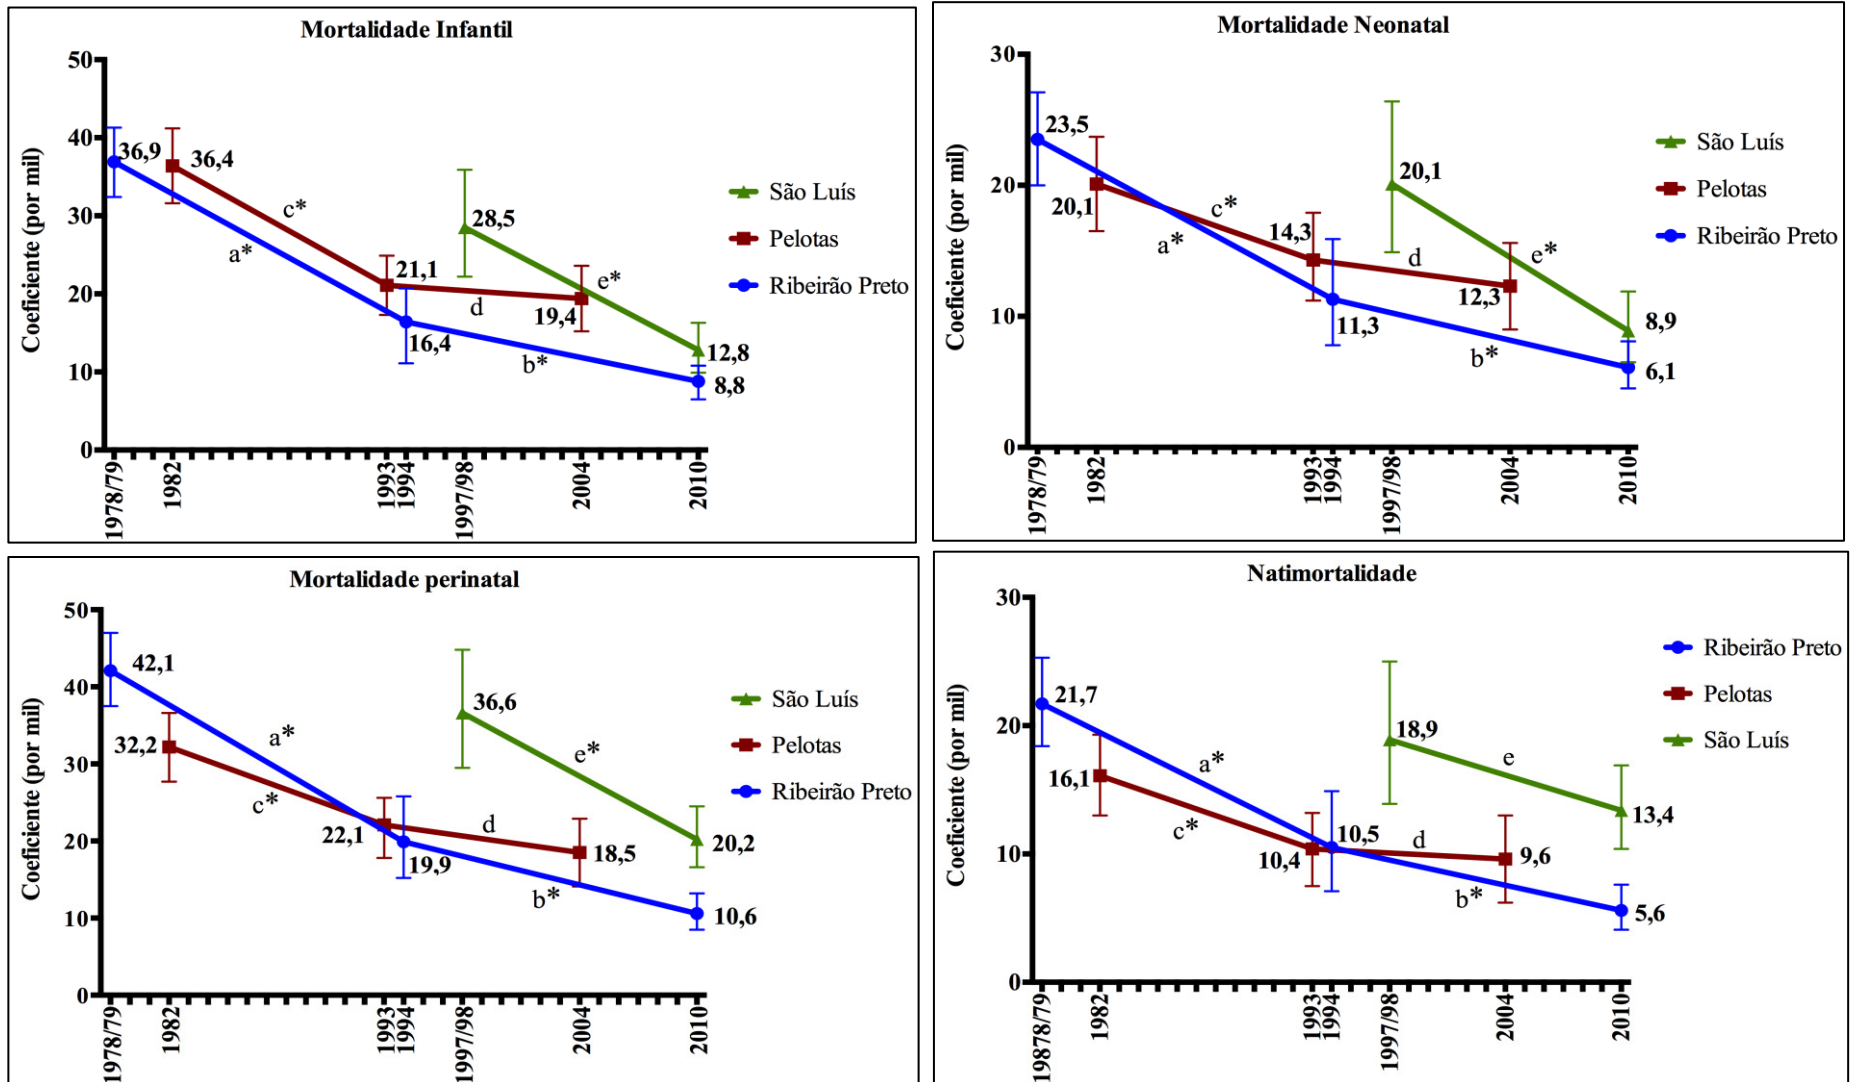 Mortalidade Infantil
Coeficiente (por mil)
50
40
30
20
10
0
36,9
36,4
c*
a*
21,1
16,4
28,5
d
19,4
e*
b*
12,8
8,8
São Luís
Pelotas
Ribeirão Preto
1978/79
1982
1993
1994
1997/98
2004
2010
Mortalidade Neonatal
Coeficiente (por mil)
30
20
10
0
23,5
20,1
c*
a*
14,3
11,3
20,1
d
12,3
e*
b*
8,9
6,1
São Luís
Pelotas
Ribeirão Preto
1978/79
1982
1993
1994
1997/98
2004
2010
Mortalidade perinatal
Coeficiente (por mil)
50
40
30
20
10
0
42,1
32,2
a*
c*
22,1
19,9
36,6
d
18,5
e*
b*
20,2
10,6
São Luís
Pelotas
Ribeirão Preto
1978/79
1982
1993
1994
1997/98
2004
2010
Natimortalidade
Coeficiente (por mil)
30
20
10
0
21,7
16,1
a*
c*
10,4
10,5
18,9
d
9,6
e
b*
13,4
5,6
Ribeirão Preto
Pelotas
São Luís
19878/79
1982
1993
1994
1997/98
2004
2010